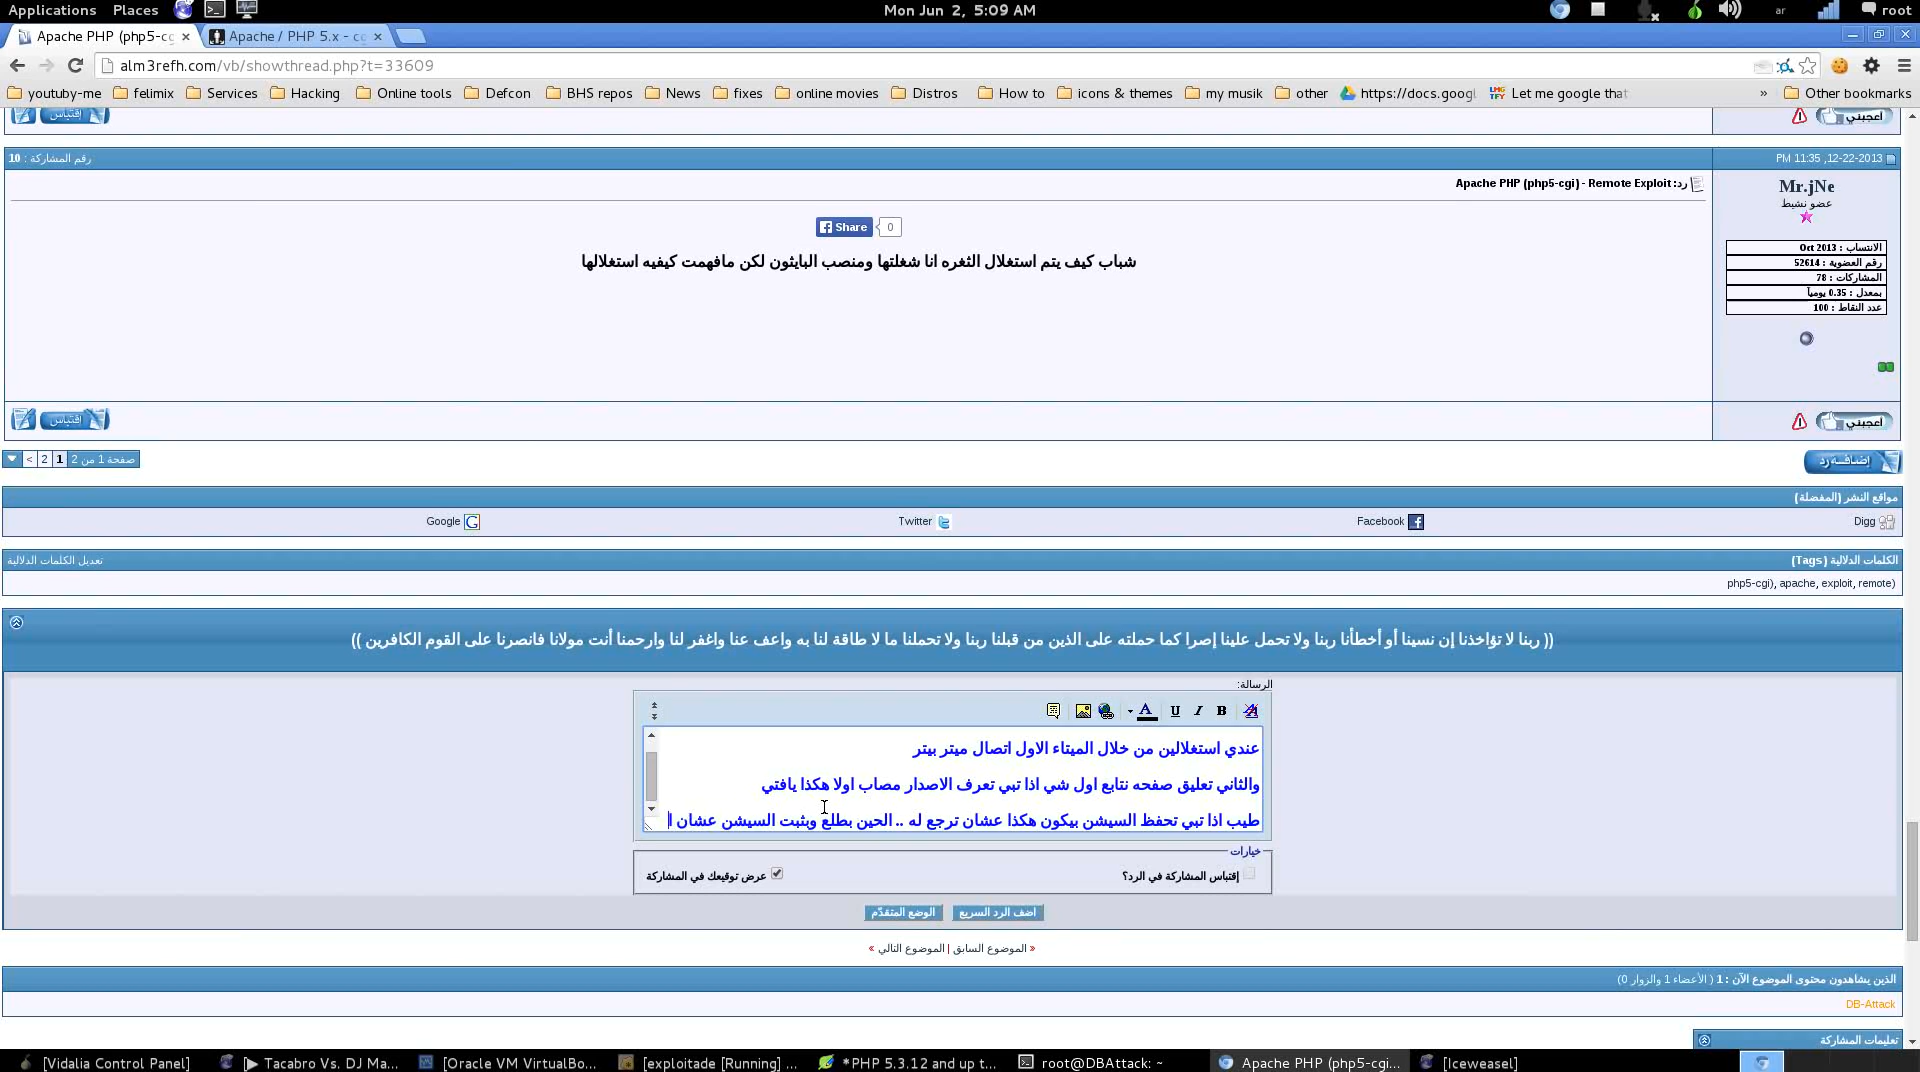 Applications Places Mon Jun 2, 5:09 AM ar root
Apache PHP (php5-cg × Apache / PHP 5.x - cg ×
alm3refh.com/vb/showthread.php?t=33609
youtuby-me felimix Services Hacking Online tools Defcon BHS repos News fixes online movies Distros How to icons & themes my musik other https://docs.googl Let me google that » Other bookmarks
اقتباس
اعجبني
12-22-2013, 11:35 PM
رقم المشاركة : 10
Mr.jNe
عضو نشيط
الانتساب : Oct 2013
رقم العضوية : 52614
المشاركات : 78
بمعدل : 0.35 يومياً
عدد النقاط : 100
رد: Apache PHP (php5-cgi) - Remote Exploit
Share 0
شباب كيف يتم استغلال الثغره انا شغلتها ومنصب البايثون لكن مافهمت كيفيه استغلالها
اعجبني
اقتباس
إضافـه رد
صفحة 1 من 2 1 2 >
مواقع النشر (المفضلة)
Digg Facebook Twitter Google
الكلمات الدلالية (Tags)
تعديل الكلمات الدلالية
php5-cgi), apache, exploit, remote)
(( ربنا لا تؤاخذنا إن نسينا أو أخطأنا ربنا ولا تحمل علينا إصرا كما حملته على الذين من قبلنا ربنا ولا تحملنا ما لا طاقة لنا به واعف عنا واغفر لنا وارحمنا أنت مولانا فانصرنا على القوم الكافرين ))
الرسالة:
عندي استغلالين من خلال الميتاء الاول اتصال ميتر بيتر
والثاني تعليق صفحه نتابع اول شي اذا تبي تعرف الاصدار مصاب اولا هكذا يافتي
طيب اذا تبي تحفظ السيشن بيكون هكذا عشان ترجع له .. الحين بطلع وبثبت السيشن عشان ا
خيارات
إقتباس المشاركة في الرد؟ عرض توقيعك في المشاركة
اضف الرد السريع الوضع المتقدّم
« الموضوع السابق | الموضوع التالي »
الذين يشاهدون محتوى الموضوع الآن : 1 ( الأعضاء 1 والزوار 0)
DB-Attack
تعليمات المشاركة
[Vidalia Control Panel] [▶ Tacabro Vs. DJ Ma... [Oracle VM VirtualBo... [exploitade [Running] ... *PHP 5.3.12 and up t... root@DBAttack: ~ Apache PHP (php5-cgi... [Iceweasel]